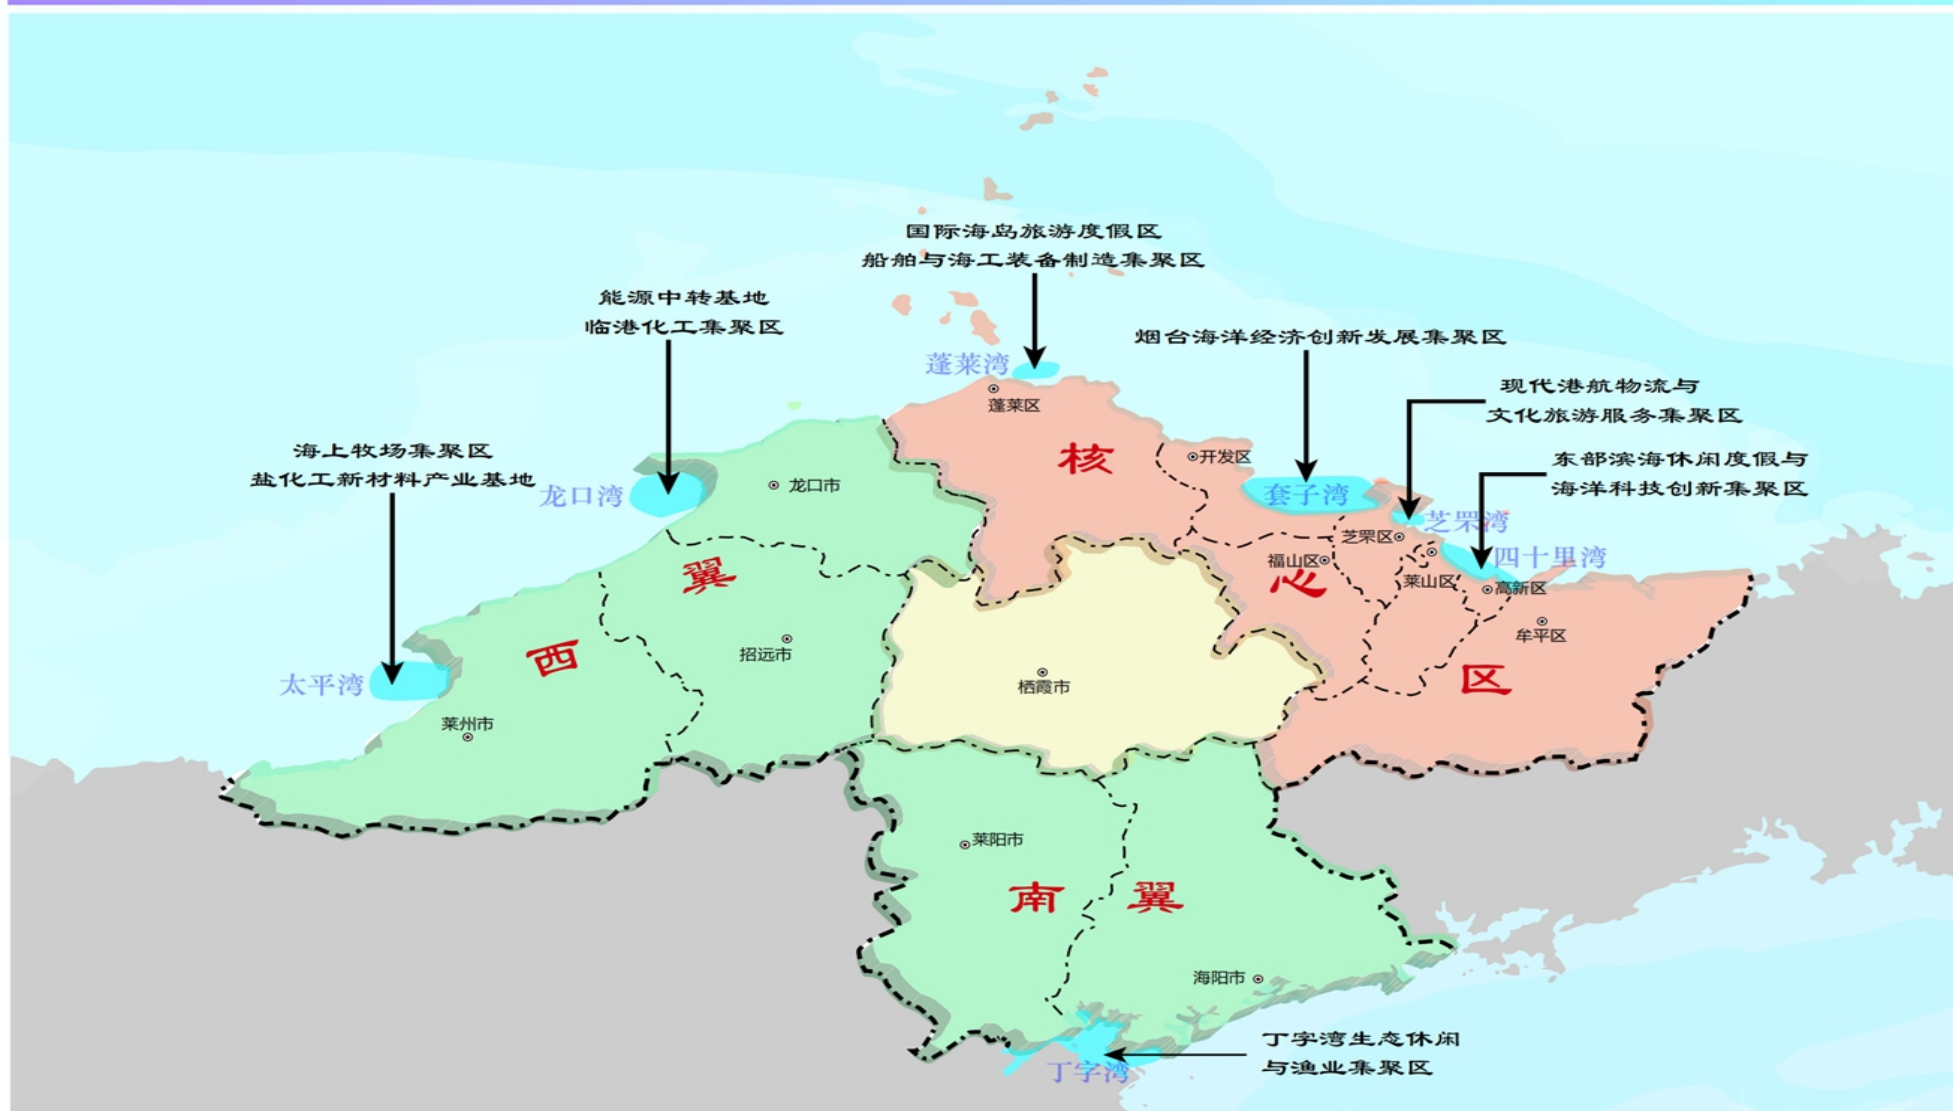 国际海岛旅游度假区
船舶与海工装备制造集聚区
能源中转基地
临港化工集聚区
烟台海洋经济创新发展集聚区
蓬莱湾
现代港航物流与
文化旅游服务集聚区
蓬莱区
海上牧场集聚区
盐化工新材料产业基地
核
开发区
东部滨海休闲度假与
海洋科技创新集聚区
龙口湾
龙口市
套子湾
芝罘湾
芝罘区
四十里湾
福山区
心
莱山区
高新区
翼
牟平区
西
招远市
栖霞市
区
太平湾
莱州市
莱阳市
南
翼
海阳市
丁字湾生态休闲
与渔业集聚区
丁字湾